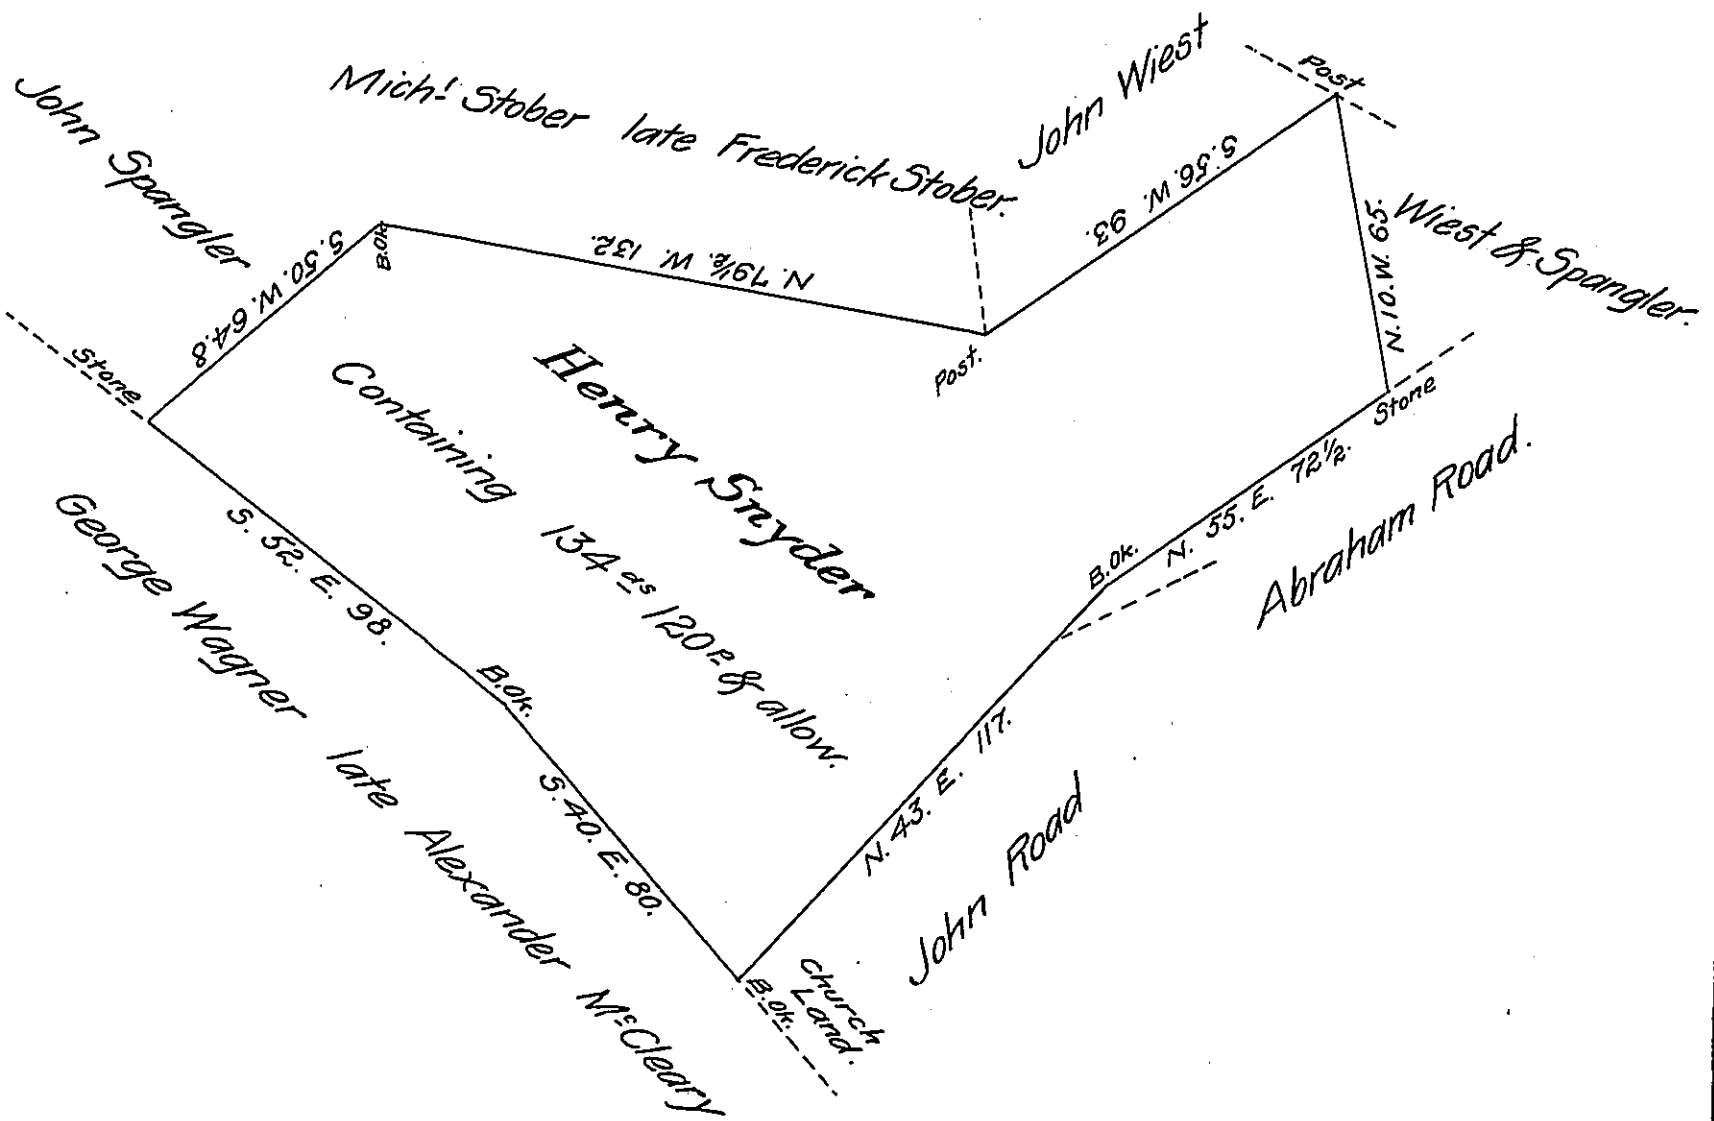 John Spangler
Mich! Stober late Frederick Stober.
John Wiest
Post
Wiest & Spangler.
S. 50. W. 64.8
B.Ok.
N. 79½. W. 132.
S. 56. W. 93.
N. 10. W. 65.
Stone
Post.
Stone
Henry Snyder
Containing 134 as 120 P. & allow.
N. 55. E. 72½.
B.Ok.
Abraham Road.
S. 52. E. 98.
George Wagner late Alexander McCleary
B.Ok.
S. 40. E. 80.
N. 43. E. 117.
John Road
B.Ok.
Church
Land.